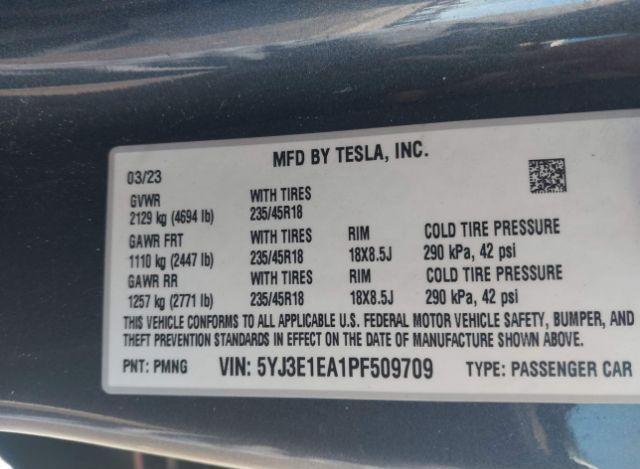 MFD BY TESLA, INC.
03/23
GVWR WITH TIRES
2129 kg (4694 lb) 235/45R18
GAWR FRT WITH TIRES RIM COLD TIRE PRESSURE
1110 kg (2447 lb) 235/45R18 18X8.5J 290 kPa, 42 psi
GAWR RR WITH TIRES RIM COLD TIRE PRESSURE
1257 kg (2771 lb) 235/45R18 18X8.5J 290 kPa, 42 psi
THIS VEHICLE CONFORMS TO ALL APPLICABLE U.S. FEDERAL MOTOR VEHICLE SAFETY, BUMPER, AND
THEFT PREVENTION STANDARDS IN EFFECT ON THE DATE OF MANUFACTURE SHOWN ABOVE.
PNT: PMNG VIN: 5YJ3E1EA1PF509709 TYPE: PASSENGER CAR